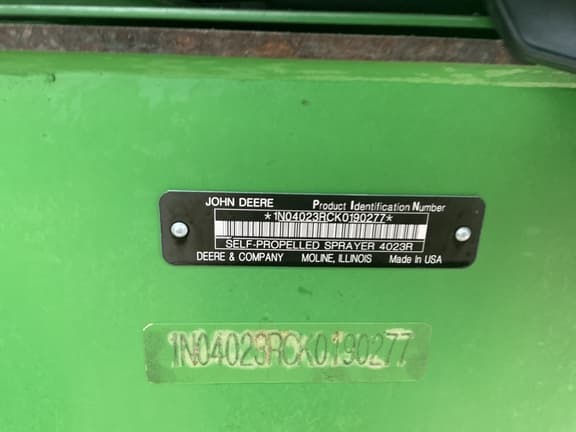 JOHN DEERE Product Identification Number
*1N04023RCK0190277*
SELF-PROPELLED SPRAYER 4023R
DEERE & COMPANY MOLINE, ILLINOIS Made In USA
1N04023RCK0190277